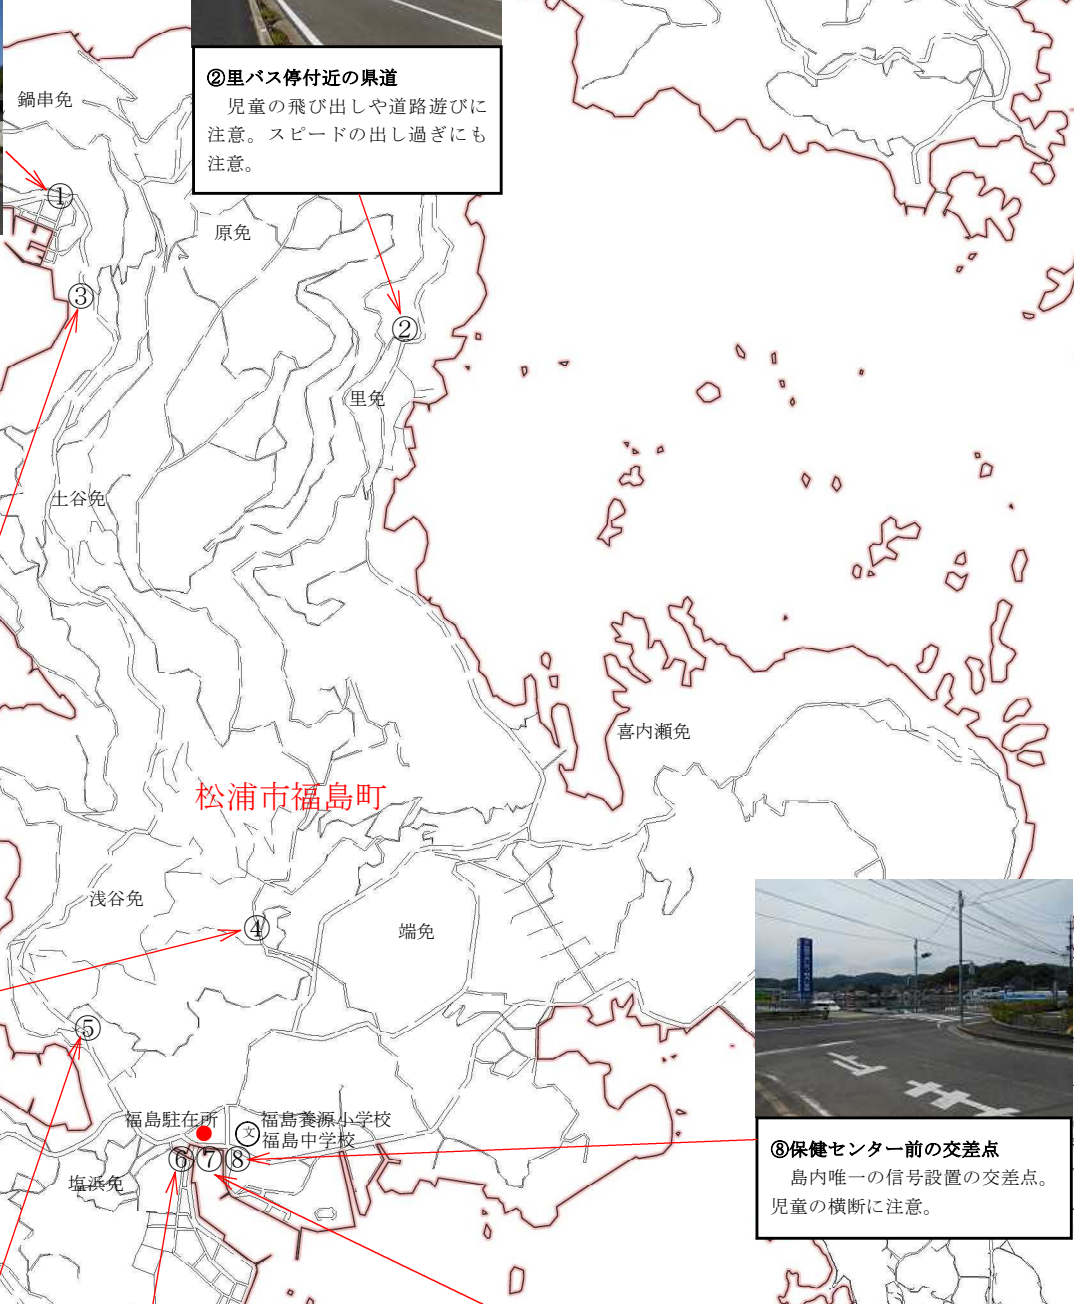 ②里バス停付近の県道
児童の飛び出しや道路遊びに
注意。スピードの出し過ぎにも
注意。
鍋串免
①
原免
③
②
里免
土谷免
喜内瀬免
松浦市福島町
浅谷免
④
端免
⑤
福島駐在所
文
福島養源小学校
福島中学校
⑥
⑦
⑧
塩浜免
⑧保健センター前の交差点
島内唯一の信号設置の交差点。
児童の横断に注意。